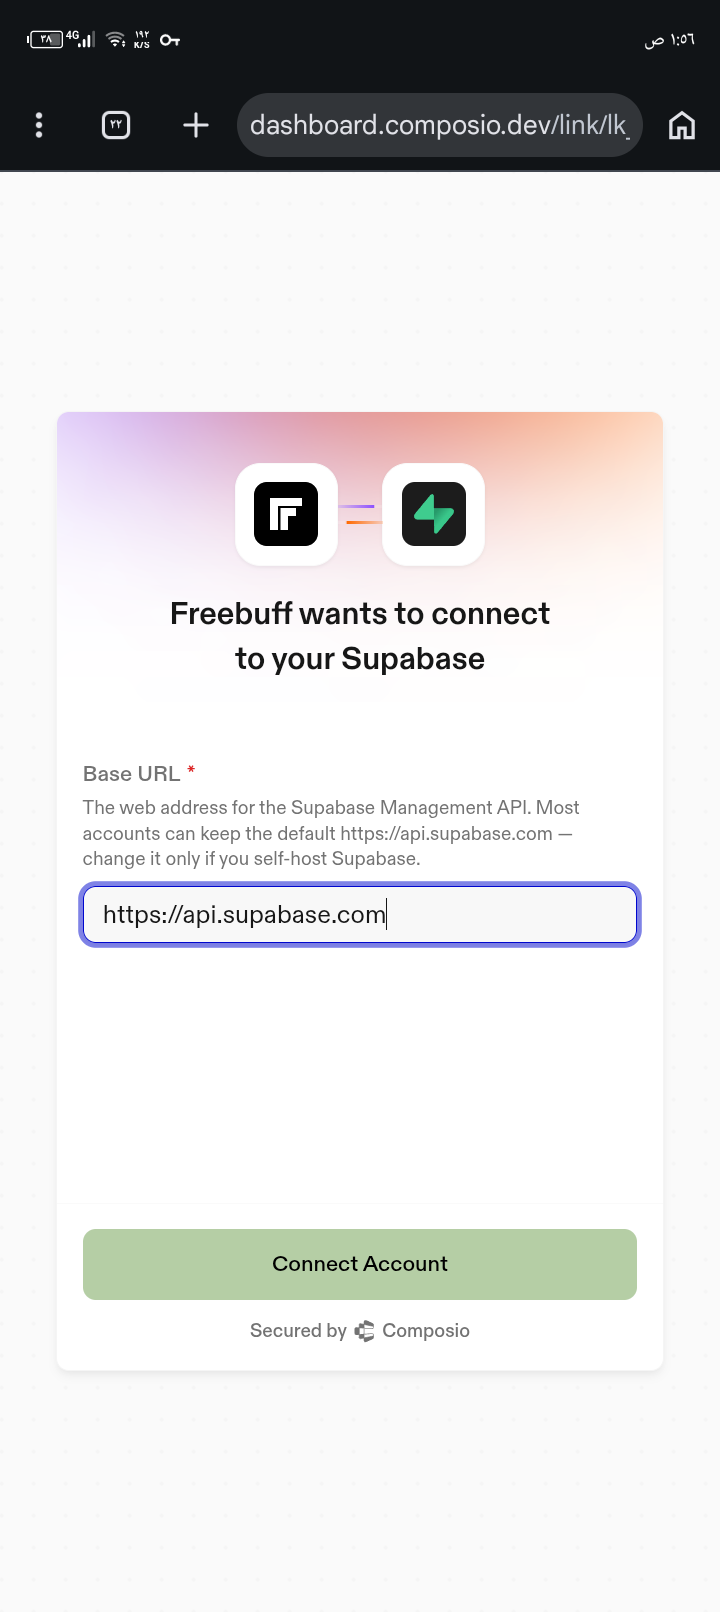 ٣٨ 4G ١٩٢ K/S ١:٥٦ ص
٢٢ dashboard.composio.dev/link/lk_
Freebuff wants to connect
to your Supabase
Base URL *
The web address for the Supabase Management API. Most
accounts can keep the default https://api.supabase.com —
change it only if you self-host Supabase.
https://api.supabase.com
Connect Account
Secured by Composio